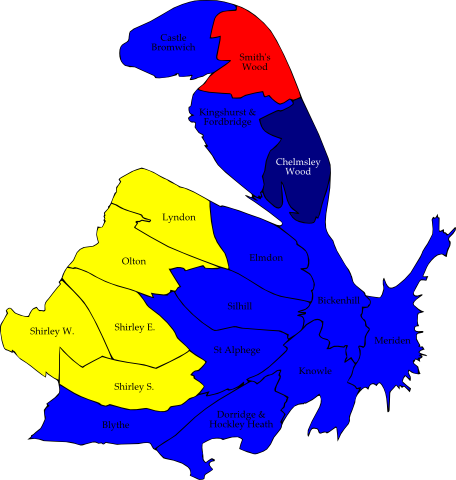 Castle
Bromwich
Smith's
Wood
Kingshurst &
Fordbridge
Chelmsley
Wood
Lyndon
Elmdon
Olton
Silhill
Bickenhill
Shirley W.
Shirley E.
Meriden
St Alphege
Knowle
Shirley S.
Dorridge &
Hockley Heath
Blythe